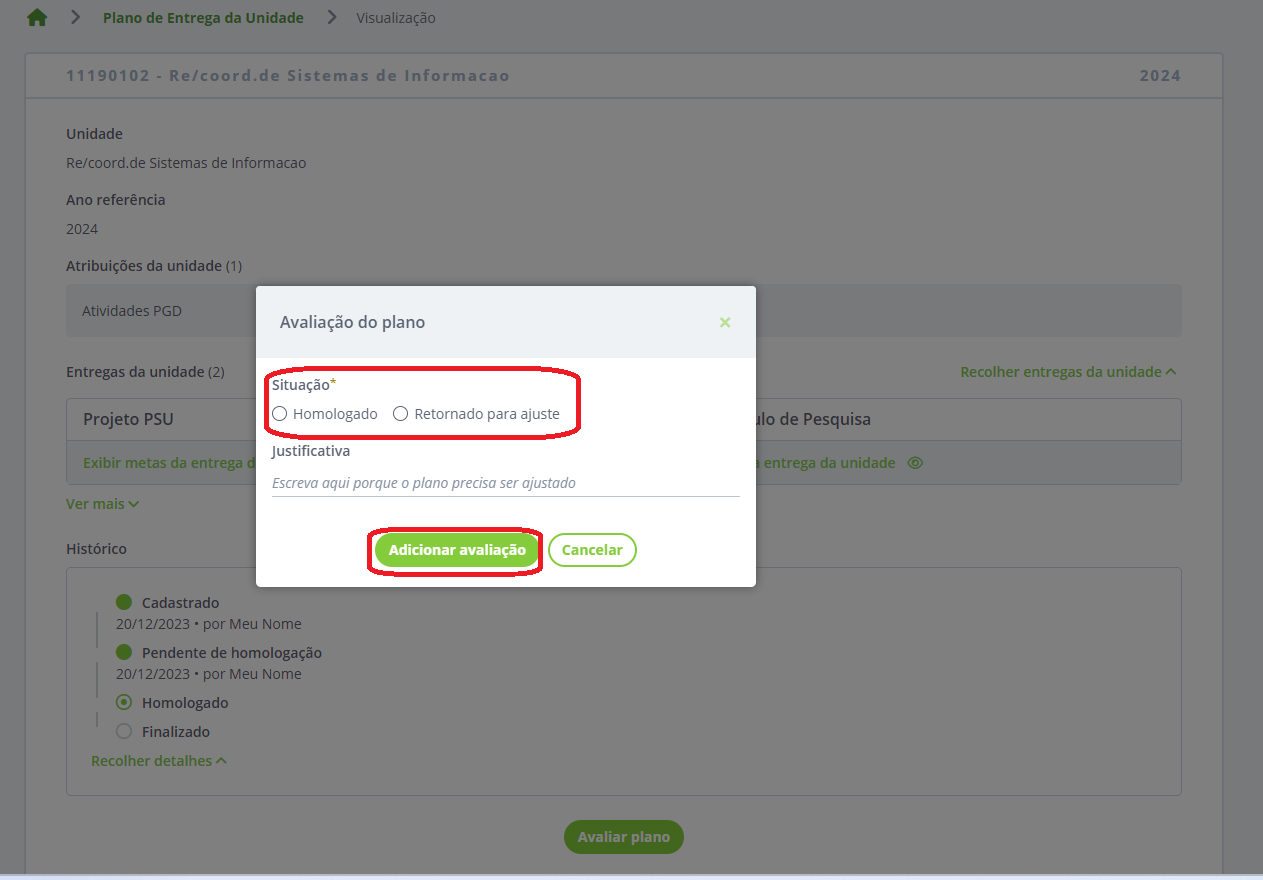 Plano de Entrega da Unidade Visualização
11190102 - Re/coord.de Sistemas de Informacao 2024
Unidade
Re/coord.de Sistemas de Informacao
Ano referência
2024
Atribuições da unidade (1)
Atividades PGD
Entregas da unidade (2) Recolher entregas da unidade
Projeto PSU ulo de Pesquisa
Exibir metas da entrega d a entrega da unidade
Ver mais
Histórico
Cadastrado
20/12/2023 • por Meu Nome
Pendente de homologação
20/12/2023 • por Meu Nome
Homologado
Finalizado
Recolher detalhes
Avaliar plano
Avaliação do plano
Situação*
Homologado Retornado para ajuste
Justificativa
Escreva aqui porque o plano precisa ser ajustado
Adicionar avaliação Cancelar